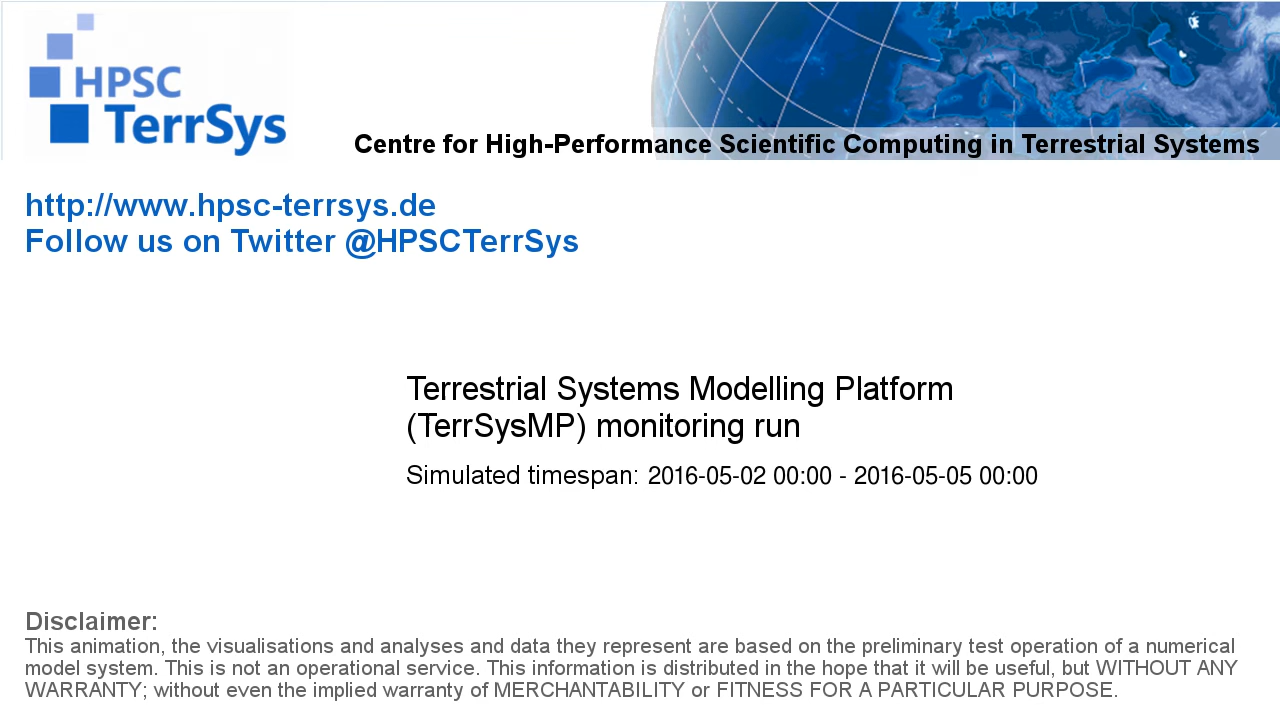 HPSC
TerrSys
Centre for High-Performance Scientific Computing in Terrestrial Systems
http://www.hpsc-terrsys.de
Follow us on Twitter @HPSCTerrSys
Terrestrial Systems Modelling Platform
(TerrSysMP) monitoring run
Simulated timespan: 2016-05-02 00:00 - 2016-05-05 00:00
Disclaimer:
This animation, the visualisations and analyses and data they represent are based on the preliminary test operation of a numerical
model system. This is not an operational service. This information is distributed in the hope that it will be useful, but WITHOUT ANY
WARRANTY; without even the implied warranty of MERCHANTABILITY or FITNESS FOR A PARTICULAR PURPOSE.